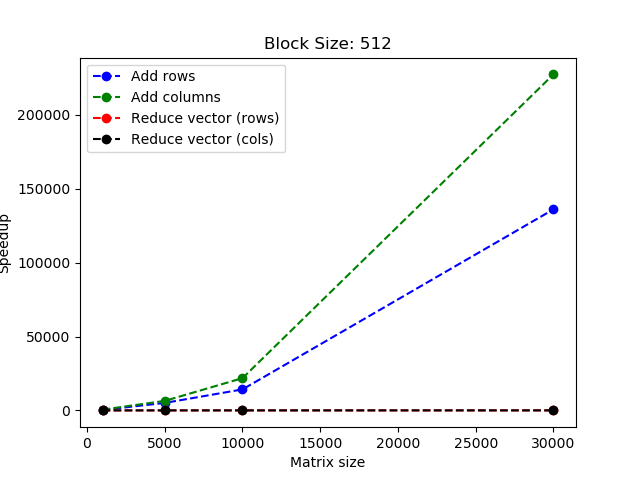 Block Size: 512
Add rows
Add columns
Reduce vector (rows)
Reduce vector (cols)
200000
150000
100000
50000
0
Speedup
0 5000 10000 15000 20000 25000 30000
Matrix size